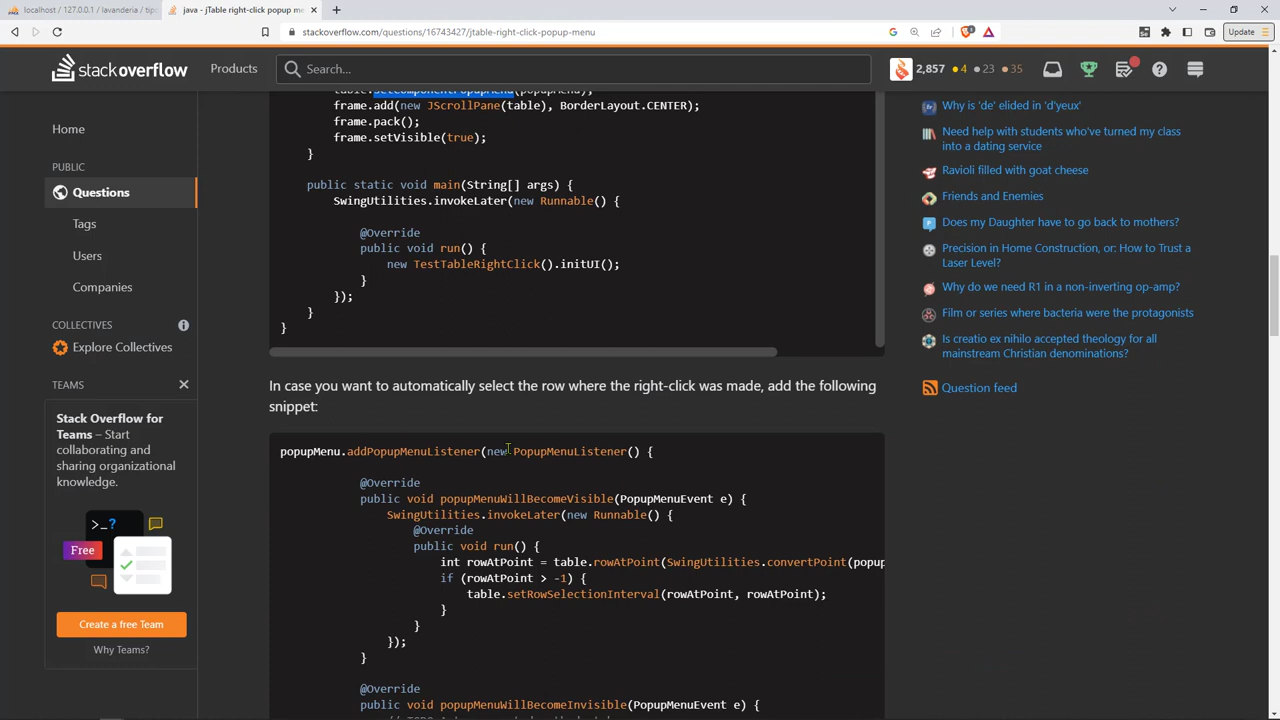 localhost / 127.0.0.1 / lavanderia / tipo
java - jTable right-click popup me
stackoverflow.com/questions/16743427/jtable-right-click-popup-menu
Update
stackoverflow
Products
Search...
2,857 4 23 35
Home
PUBLIC
Questions
Tags
Users
Companies
COLLECTIVES
Explore Collectives
TEAMS
Stack Overflow for
Teams – Start
collaborating and
sharing organizational
knowledge.
>_?
Free
Create a free Team
Why Teams?
table.setComponentPopupMenu(popupMenu);
frame.add(new JScrollPane(table), BorderLayout.CENTER);
frame.pack();
frame.setVisible(true);
}
public static void main(String[] args) {
SwingUtilities.invokeLater(new Runnable() {
@Override
public void run() {
new TestTableRightClick().initUI();
}
});
}
}
In case you want to automatically select the row where the right-click was made, add the following
snippet:
popupMenu.addPopupMenuListener(new PopupMenuListener() {
@Override
public void popupMenuWillBecomeVisible(PopupMenuEvent e) {
SwingUtilities.invokeLater(new Runnable() {
@Override
public void run() {
int rowAtPoint = table.rowAtPoint(SwingUtilities.convertPoint(popup
if (rowAtPoint > -1) {
table.setRowSelectionInterval(rowAtPoint, rowAtPoint);
}
}
});
}
@Override
public void popupMenuWillBecomeInvisible(PopupMenuEvent e) {
Why is 'de' elided in 'd'yeux'
Need help with students who've turned my class
into a dating service
Ravioli filled with goat cheese
Friends and Enemies
Does my Daughter have to go back to mothers?
Precision in Home Construction, or: How to Trust a
Laser Level?
Why do we need R1 in a non-inverting op-amp?
Film or series where bacteria were the protagonists
Is creatio ex nihilo accepted theology for all
mainstream Christian denominations?
Question feed